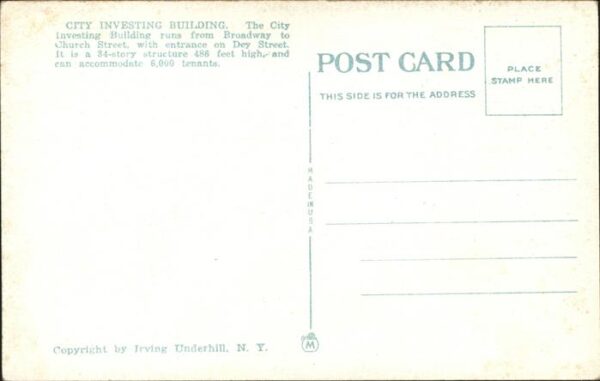 CITY INVESTING BUILDING. The City
Investing Building runs from Broadway to
Church Street, with entrance on Dey Street.
It is a 34-story structure 486 feet high, and
can accommodate 6,000 tenants.
POST CARD
THIS SIDE IS FOR THE ADDRESS
PLACE
STAMP HERE
MADE IN USA
M
Copyright by Irving Underhill, N. Y.